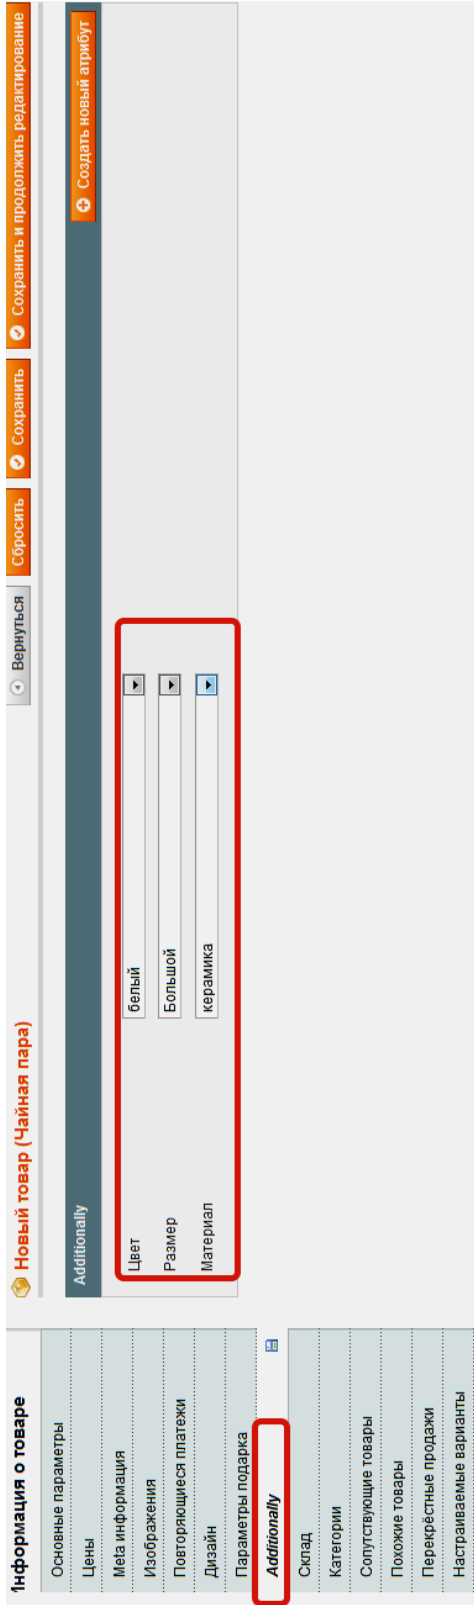 Информация о товаре
Основные параметры
Цены
Meta информация
Изображения
Повторяющиеся платежи
Дизайн
Параметры подарка
Additionally
Склад
Категории
Сопутствующие товары
Похожие товары
Перекрёстные продажи
Настраиваемые варианты
Новый товар (Чайная пара)
Вернуться
Сбросить
Сохранить
Сохранить и продолжить редактирование
Additionally
Создать новый атрибут
Цвет белый
Размер Большой
Материал керамика